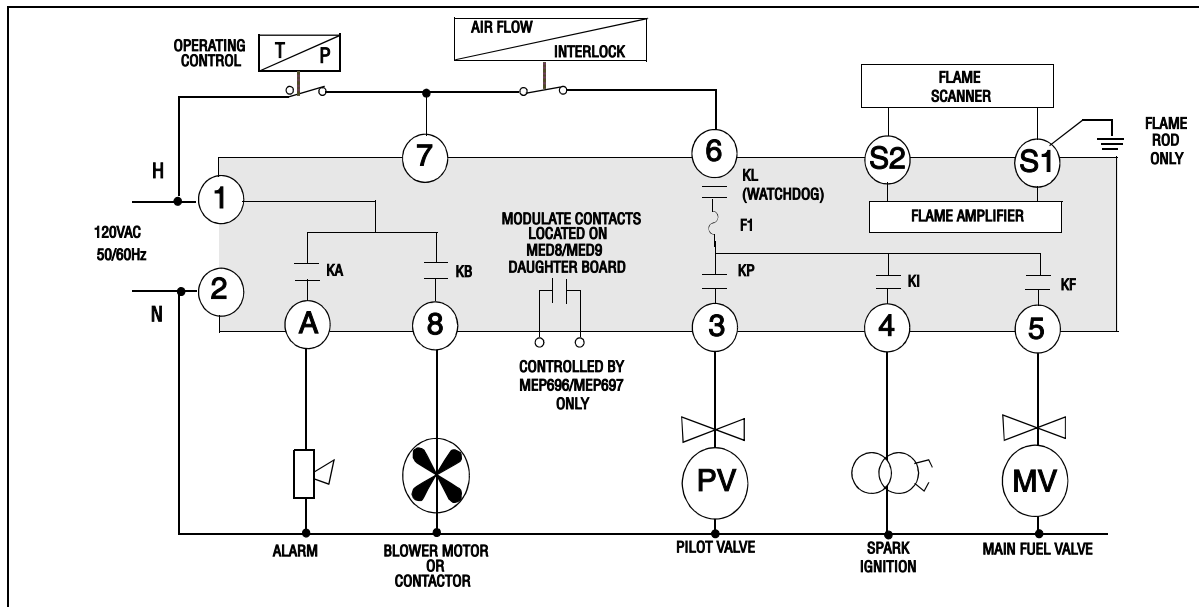 OPERATING
CONTROL
T
P
AIR FLOW
INTERLOCK
FLAME
SCANNER
FLAME
ROD
ONLY
7
6
S2
S1
H
1
KL
(WATCHDOG)
F1
FLAME AMPLIFIER
120VAC
50/60Hz
MODULATE CONTACTS
LOCATED ON
MED8/MED9
DAUGHTER BOARD
KA
KB
KP
KI
KF
2
N
A
8
3
4
5
CONTROLLED BY
MEP696/MEP697
ONLY
PV
MV
ALARM
BLOWER MOTOR
OR
CONTACTOR
PILOT VALVE
SPARK
IGNITION
MAIN FUEL VALVE